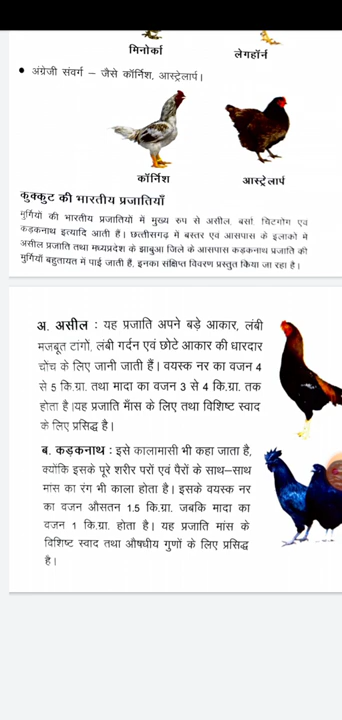 मिनोर्का
लेगहॉर्न
• अंग्रेजी संवर्ग – जैसे कॉर्निश, आस्ट्रेलार्प।
कॉर्निश
आस्ट्रेलार्प
कुक्कुट की भारतीय प्रजातियाँ
मुर्गियों की भारतीय प्रजातियों में मुख्य रुप से असील, बर्सा, चिटगोंग एवं
कड़कनाथ इत्यादि आती हैं। छत्तीसगढ़ में बस्तर एवं आसपास के इलाकों में
असील प्रजाति तथा मध्यप्रदेश के झाबुआ जिले के आसपास कडकनाथ प्रजाति की
मुर्गियाँ बहुतायत में पाई जाती हैं, इनका संक्षिप्त विवरण प्रस्तुत किया जा रहा है।
अ. असील : यह प्रजाति अपने बड़े आकार, लंबी
मजबूत टांगों, लंबी गर्दन एवं छोटे आकार की धारदार
चोंच के लिए जानी जाती हैं। वयस्क नर का वजन 4
से 5 कि.ग्रा. तथा मादा का वजन 3 से 4 कि.ग्रा. तक
होता है।यह प्रजाति माँस के लिए तथा विशिष्ट स्वाद
के लिए प्रसिद्ध है।
ब. कड़कनाथ : इसे कालामासी भी कहा जाता है,
क्योंकि इसके पूरे शरीर परों एवं पैरों के साथ–साथ
मांस का रंग भी काला होता है। इसके वयस्क नर
का वजन औसतन 1.5 कि.ग्रा. जबकि मादा का
वजन 1 कि.ग्रा. होता है। यह प्रजाति मांस के
विशिष्ट स्वाद तथा औषधीय गुणों के लिए प्रसिद्ध
है।